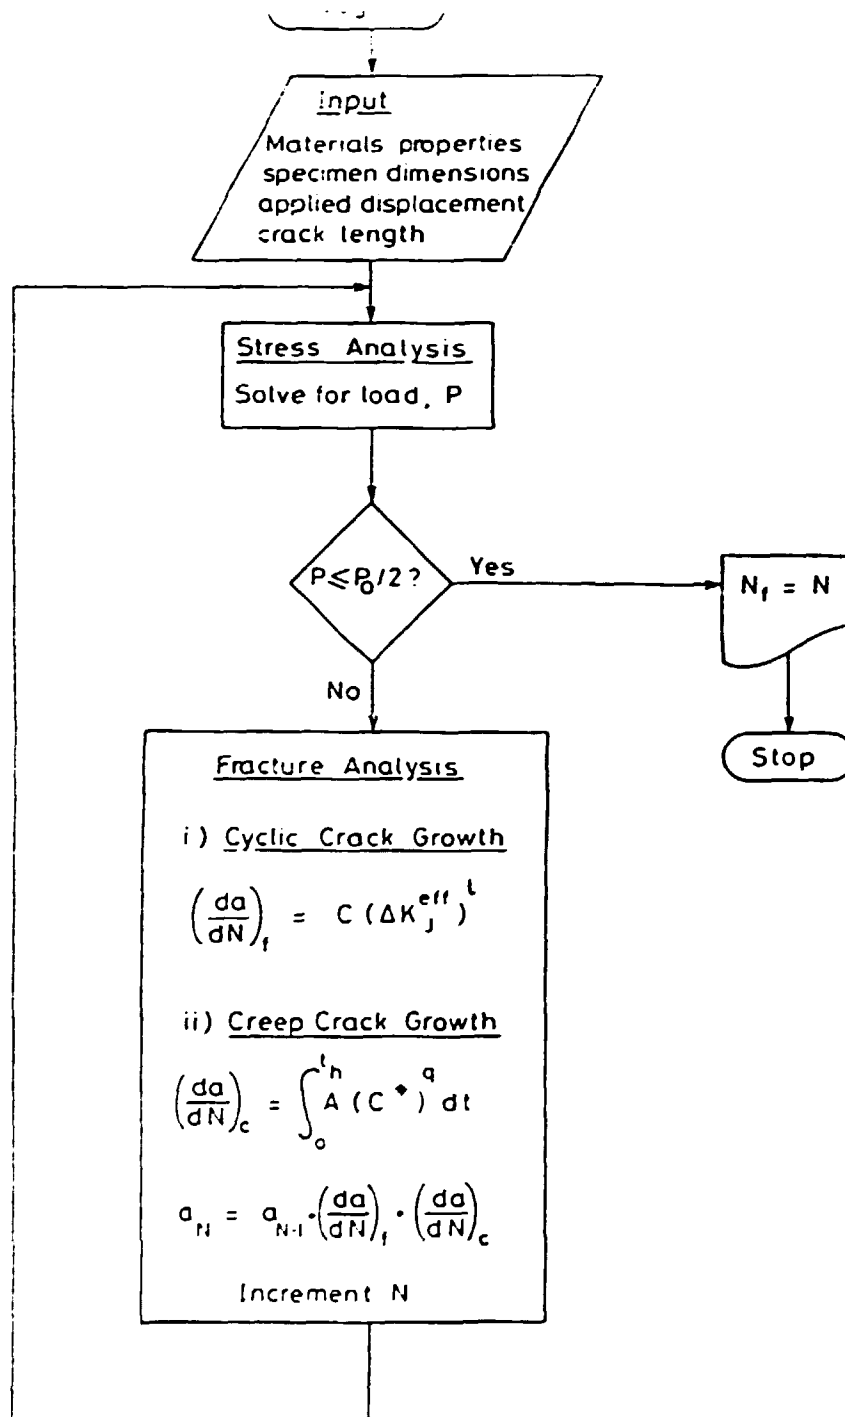 Input
Materials properties
specimen dimensions
applied displacement
crack length
Stress Analysis
Solve for load, P
P ≤ P₀/2 ?
Yes
N_f = N
No
Stop
Fracture Analysis
i) Cyclic Crack Growth
(da/dN)_f = C (ΔK_J^eff)^l
ii) Creep Crack Growth
(da/dN)_c = ∫_0^{t_h} A (C*)^q dt
a_N = a_{N-1} · (da/dN)_f · (da/dN)_c
Increment N